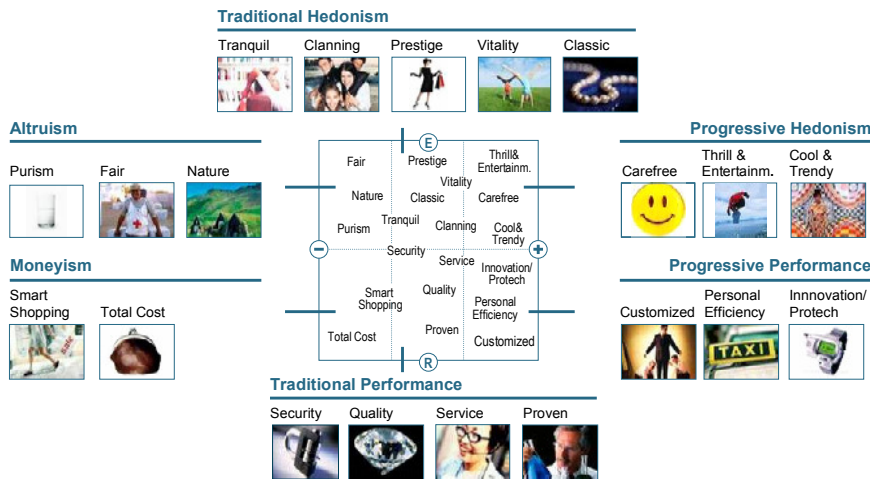 Traditional Hedonism
Tranquil Clanning Prestige Vitality Classic
Altruism
Purism Fair Nature
Progressive Hedonism
Carefree
Thrill &
Entertainm.
Cool &
Trendy
E
Fair
Prestige
Thrill&
Entertainm.
Vitality
Nature
Classic
Carefree
Tranquil
Purism
Clanning
Cool&
Trendy
−
+
Security
Service
Innovation/
Protech
Smart
Shopping
Quality
Personal
Efficiency
Total Cost
Proven
Customized
R
Moneyism
Smart
Shopping
Total Cost
Progressive Performance
Customized
Personal
Efficiency
Innnovation/
Protech
TAXI
Traditional Performance
Security Quality Service Proven